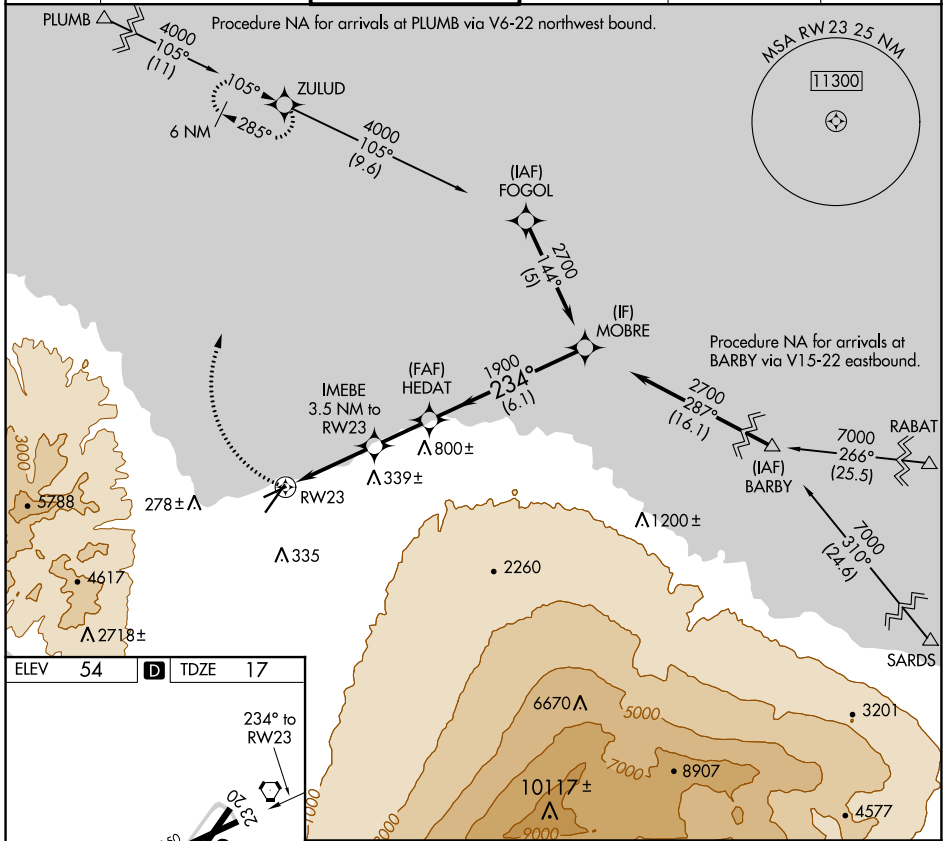 Procedure NA for arrivals at PLUMB via V6-22 northwest bound.
PLUMB
4000
105°
(11)
105°
ZULUD
6 NM
285°
4000
105°
(9.6)
MSA RW23 25 NM
11300
(IAF)
FOGOL
2700
144°
(5)
(IF)
MOBRE
Procedure NA for arrivals at
BARBY via V15-22 eastbound.
1900
234°
(6.1)
(FAF)
HEDAT
IMEBE
3.5 NM to
RW23
2700
287°
(16.1)
(IAF)
BARBY
RABAT
7000
266°
(25.5)
7000
310°
(24.6)
SARDS
800±
339±
RW23
278±
335
1200±
3000
5788
4617
2718±
2260
6670
5000
3201
7000
8907
10117±
4577
9000
1000
ELEV 54 D TDZE 17
234° to
RW23
23
20